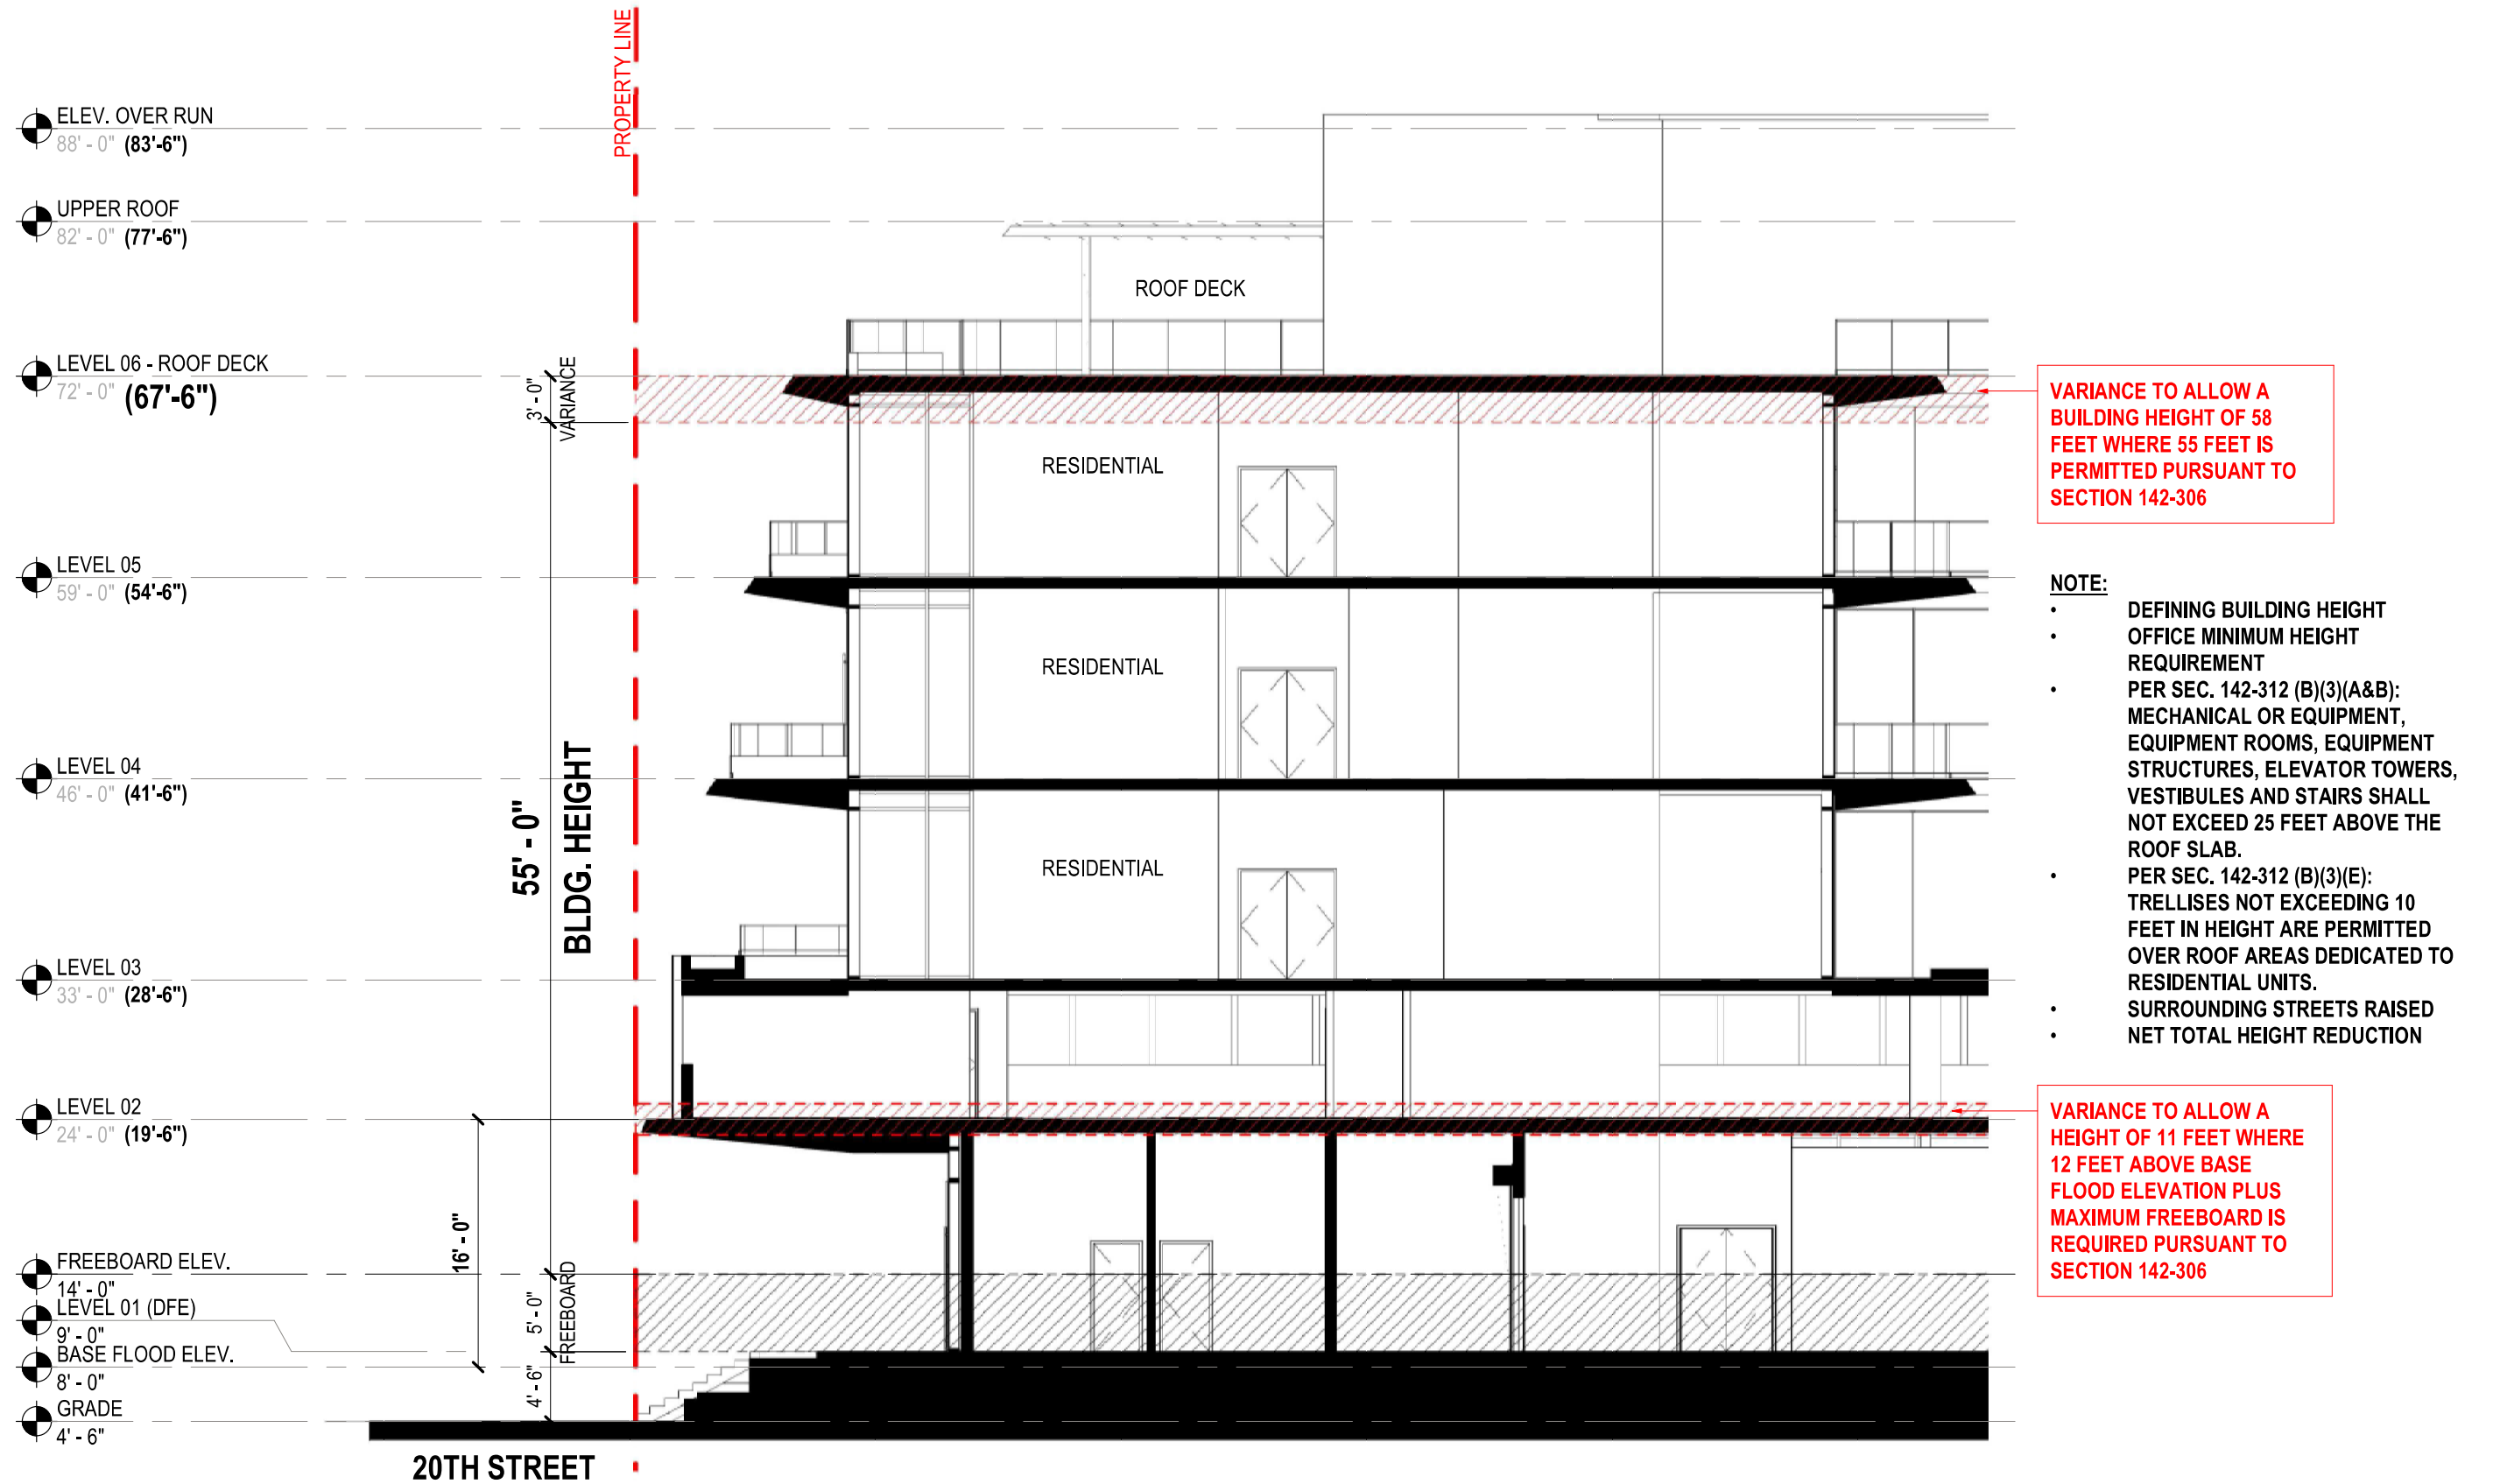 PROPERTY LINE
ELEV. OVER RUN
88' - 0" (83'-6")
UPPER ROOF
82' - 0" (77'-6")
ROOF DECK
LEVEL 06 - ROOF DECK
72' - 0" (67'-6")
3' - 0"
VARIANCE
VARIANCE TO ALLOW A
BUILDING HEIGHT OF 58
FEET WHERE 55 FEET IS
PERMITTED PURSUANT TO
SECTION 142-306
RESIDENTIAL
LEVEL 05
59' - 0" (54'-6")
RESIDENTIAL
LEVEL 04
46' - 0" (41'-6")
55' - 0"
BLDG. HEIGHT
RESIDENTIAL
LEVEL 03
33' - 0" (28'-6")
NOTE:
• DEFINING BUILDING HEIGHT
• OFFICE MINIMUM HEIGHT
REQUIREMENT
• PER SEC. 142-312 (B)(3)(A&B):
MECHANICAL OR EQUIPMENT,
EQUIPMENT ROOMS, EQUIPMENT
STRUCTURES, ELEVATOR TOWERS,
VESTIBULES AND STAIRS SHALL
NOT EXCEED 25 FEET ABOVE THE
ROOF SLAB.
• PER SEC. 142-312 (B)(3)(E):
TRELLISES NOT EXCEEDING 10
FEET IN HEIGHT ARE PERMITTED
OVER ROOF AREAS DEDICATED TO
RESIDENTIAL UNITS.
• SURROUNDING STREETS RAISED
• NET TOTAL HEIGHT REDUCTION
LEVEL 02
24' - 0" (19'-6")
VARIANCE TO ALLOW A
HEIGHT OF 11 FEET WHERE
12 FEET ABOVE BASE
FLOOD ELEVATION PLUS
MAXIMUM FREEBOARD IS
REQUIRED PURSUANT TO
SECTION 142-306
16' - 0"
FREEBOARD ELEV.
14' - 0"
LEVEL 01 (DFE)
9' - 0"
BASE FLOOD ELEV.
8' - 0"
GRADE
4' - 6"
5' - 0"
FREEBOARD
4' - 6"
20TH STREET